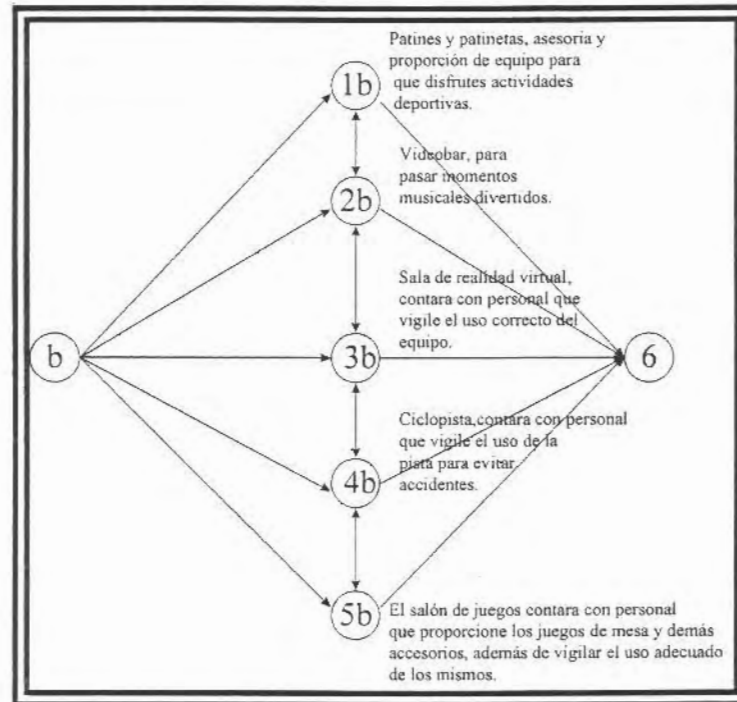 Patines y patinetas, asesoria y
proporción de equipo para
que disfrutes actividades
deportivas.
1b
Videobar, para
pasar momentos
musicales divertidos.
2b
Sala de realidad virtual,
contara con personal que
vigile el uso correcto del
equipo.
b
3b
6
Ciclopista,contara con personal
que vigile el uso de la
pista para evitar
accidentes.
4b
5b
El salón de juegos contara con personal
que proporcione los juegos de mesa y demás
accesorios, además de vigilar el uso adecuado
de los mismos.